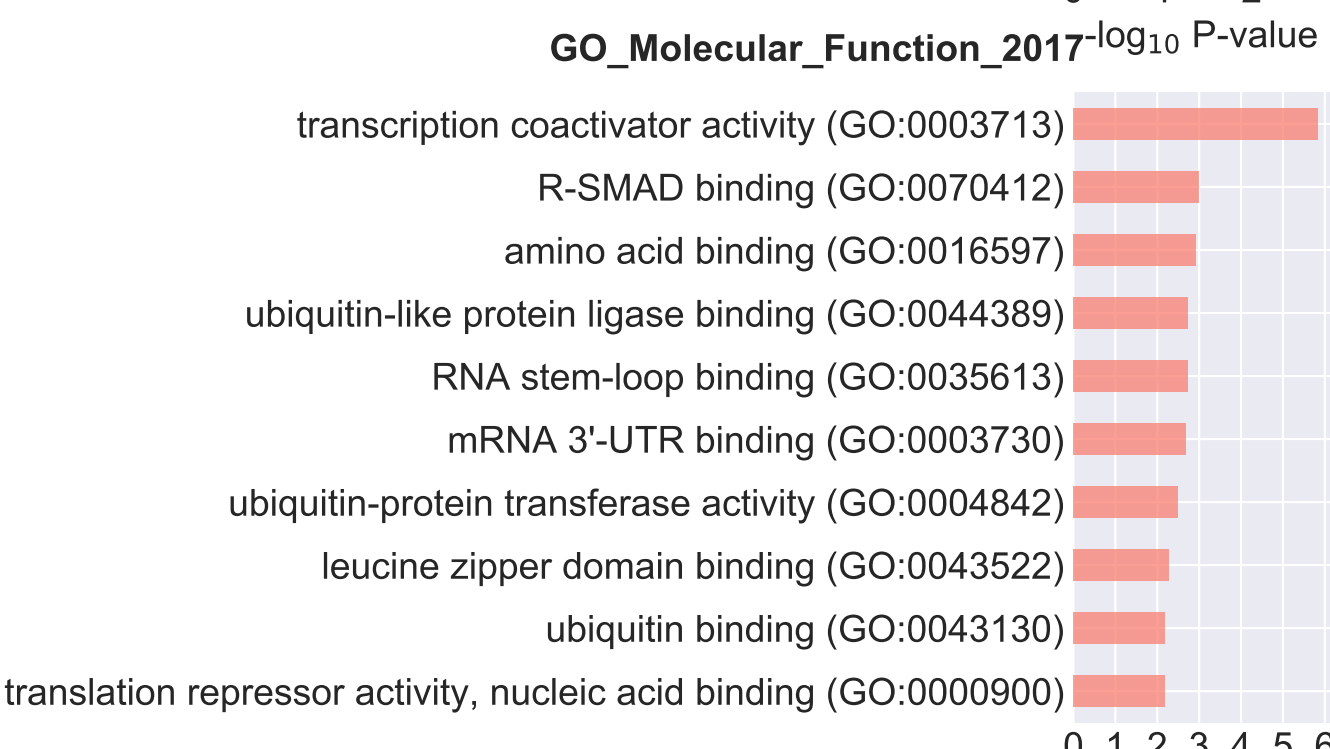 -log10 P-value
GO_Molecular_Function_2017
transcription coactivator activity (GO:0003713)
R-SMAD binding (GO:0070412)
amino acid binding (GO:0016597)
ubiquitin-like protein ligase binding (GO:0044389)
RNA stem-loop binding (GO:0035613)
mRNA 3'-UTR binding (GO:0003730)
ubiquitin-protein transferase activity (GO:0004842)
leucine zipper domain binding (GO:0043522)
ubiquitin binding (GO:0043130)
translation repressor activity, nucleic acid binding (GO:0000900)
0 1 2 3 4 5 6